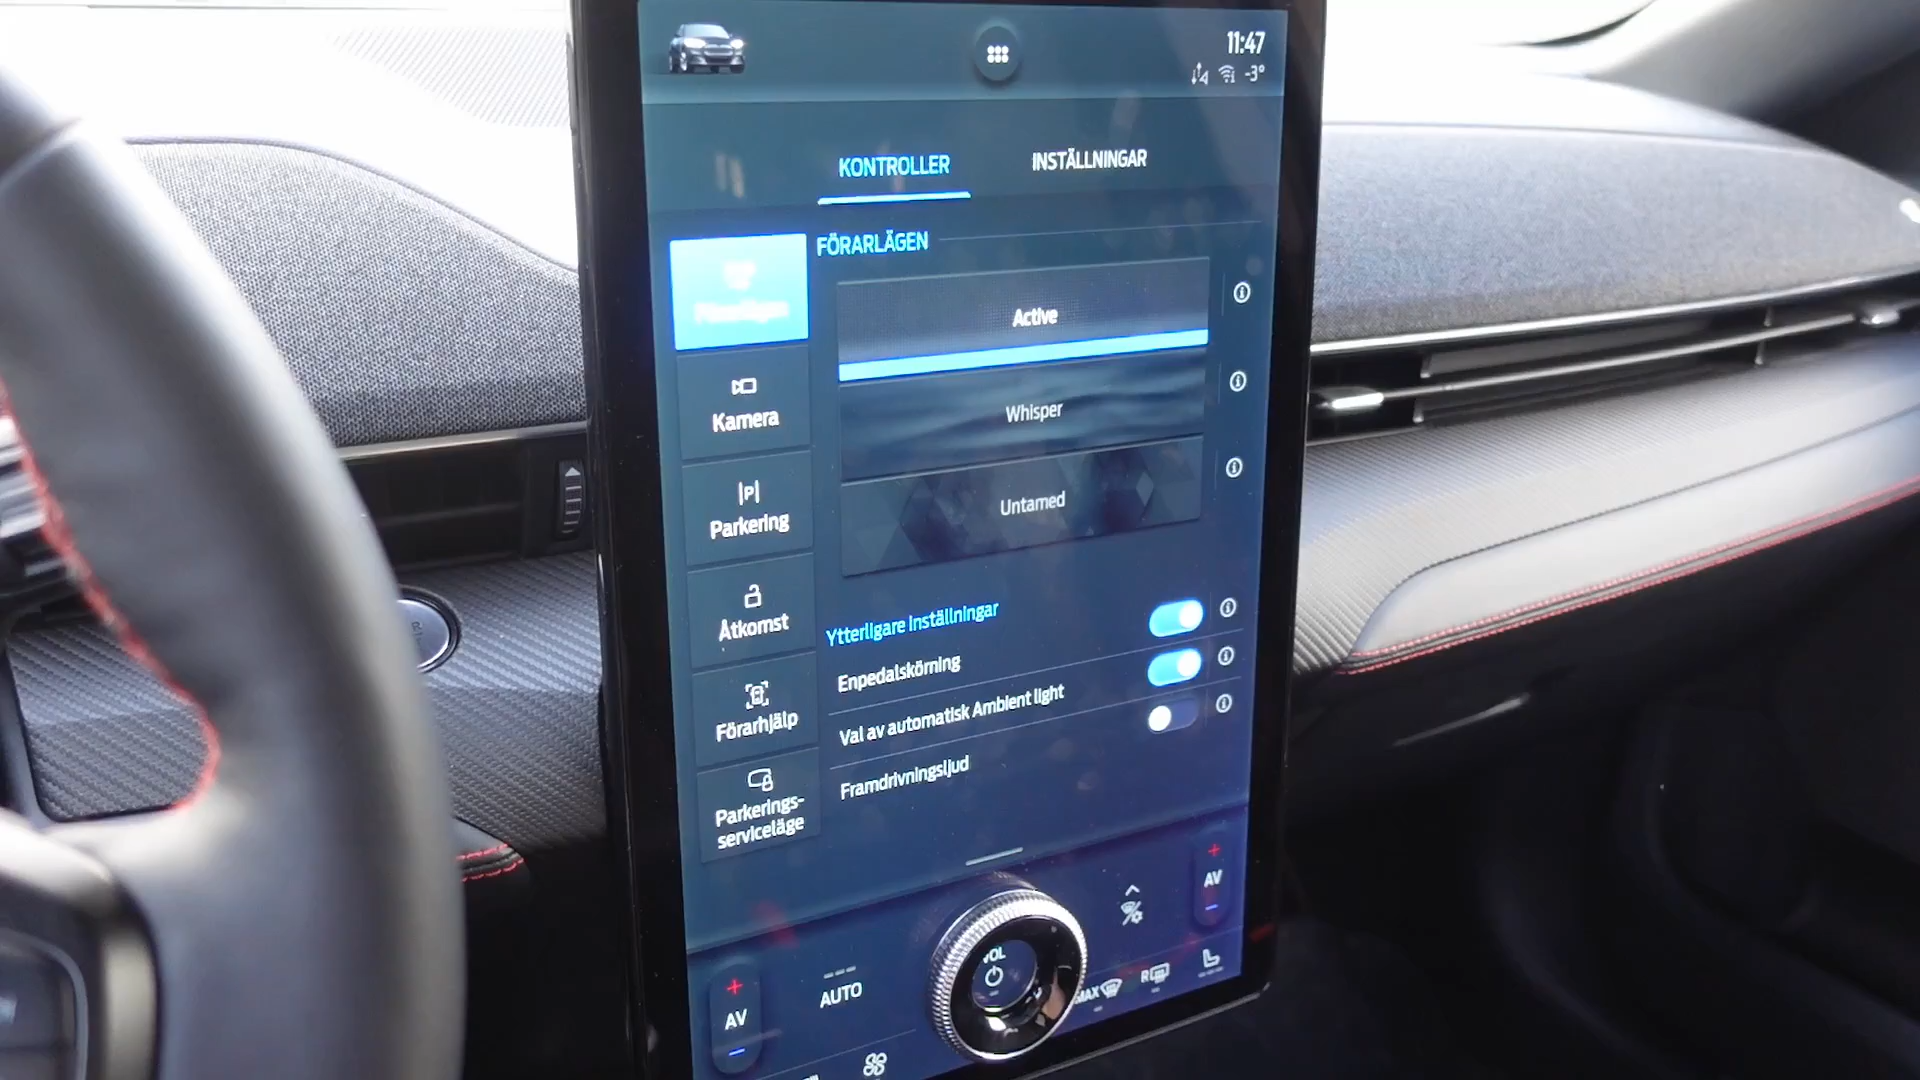 11:47
-3°
KONTROLLER
INSTÄLLNINGAR
FÖRARLÄGEN
Active
Kamera
Whisper
Parkering
Untamed
Åtkomst
Ytterligare inställningar
Enpedalskörning
Förarhjälp
Val av automatisk Ambient light
Framdrivningsljud
Parkerings-
serviceläge
AV
VOL
AUTO
MAX
R
AV